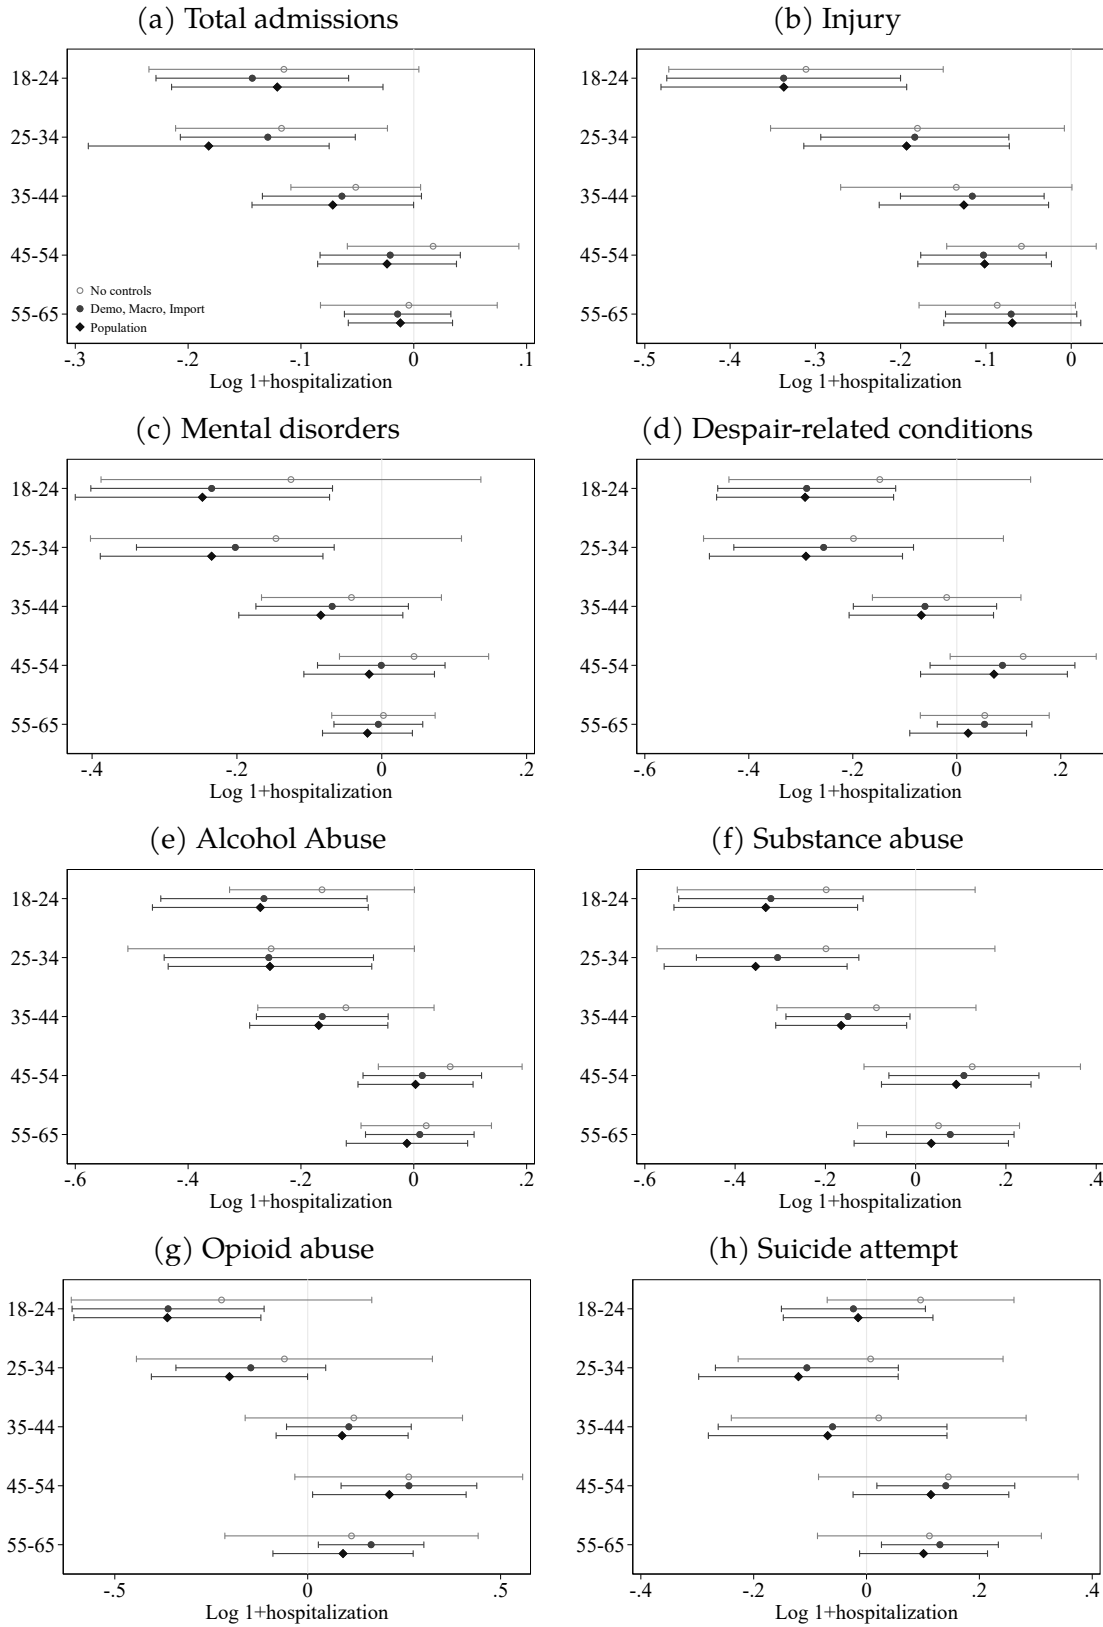 (a) Total admissions
18-24
25-34
35-44
45-54
55-65
No controls
Demo, Macro, Import
Population
-.3 -.2 -.1 0 .1
Log 1+hospitalization
(b) Injury
18-24
25-34
35-44
45-54
55-65
-.5 -.4 -.3 -.2 -.1 0
Log 1+hospitalization
(c) Mental disorders
18-24
25-34
35-44
45-54
55-65
-.4 -.2 0 .2
Log 1+hospitalization
(d) Despair-related conditions
18-24
25-34
35-44
45-54
55-65
-.6 -.4 -.2 0 .2
Log 1+hospitalization
(e) Alcohol Abuse
18-24
25-34
35-44
45-54
55-65
-.6 -.4 -.2 0 .2
Log 1+hospitalization
(f) Substance abuse
18-24
25-34
35-44
45-54
55-65
-.6 -.4 -.2 0 .2 .4
Log 1+hospitalization
(g) Opioid abuse
18-24
25-34
35-44
45-54
55-65
-.5 0 .5
Log 1+hospitalization
(h) Suicide attempt
18-24
25-34
35-44
45-54
55-65
-.4 -.2 0 .2 .4
Log 1+hospitalization